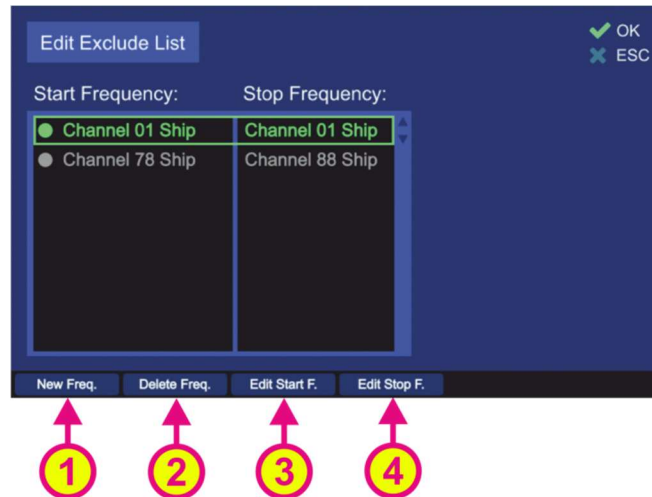 Edit Exclude List
OK
ESC
Start Frequency: Stop Frequency:
Channel 01 Ship Channel 01 Ship
Channel 78 Ship Channel 88 Ship
New Freq. Delete Freq. Edit Start F. Edit Stop F.
1 2 3 4